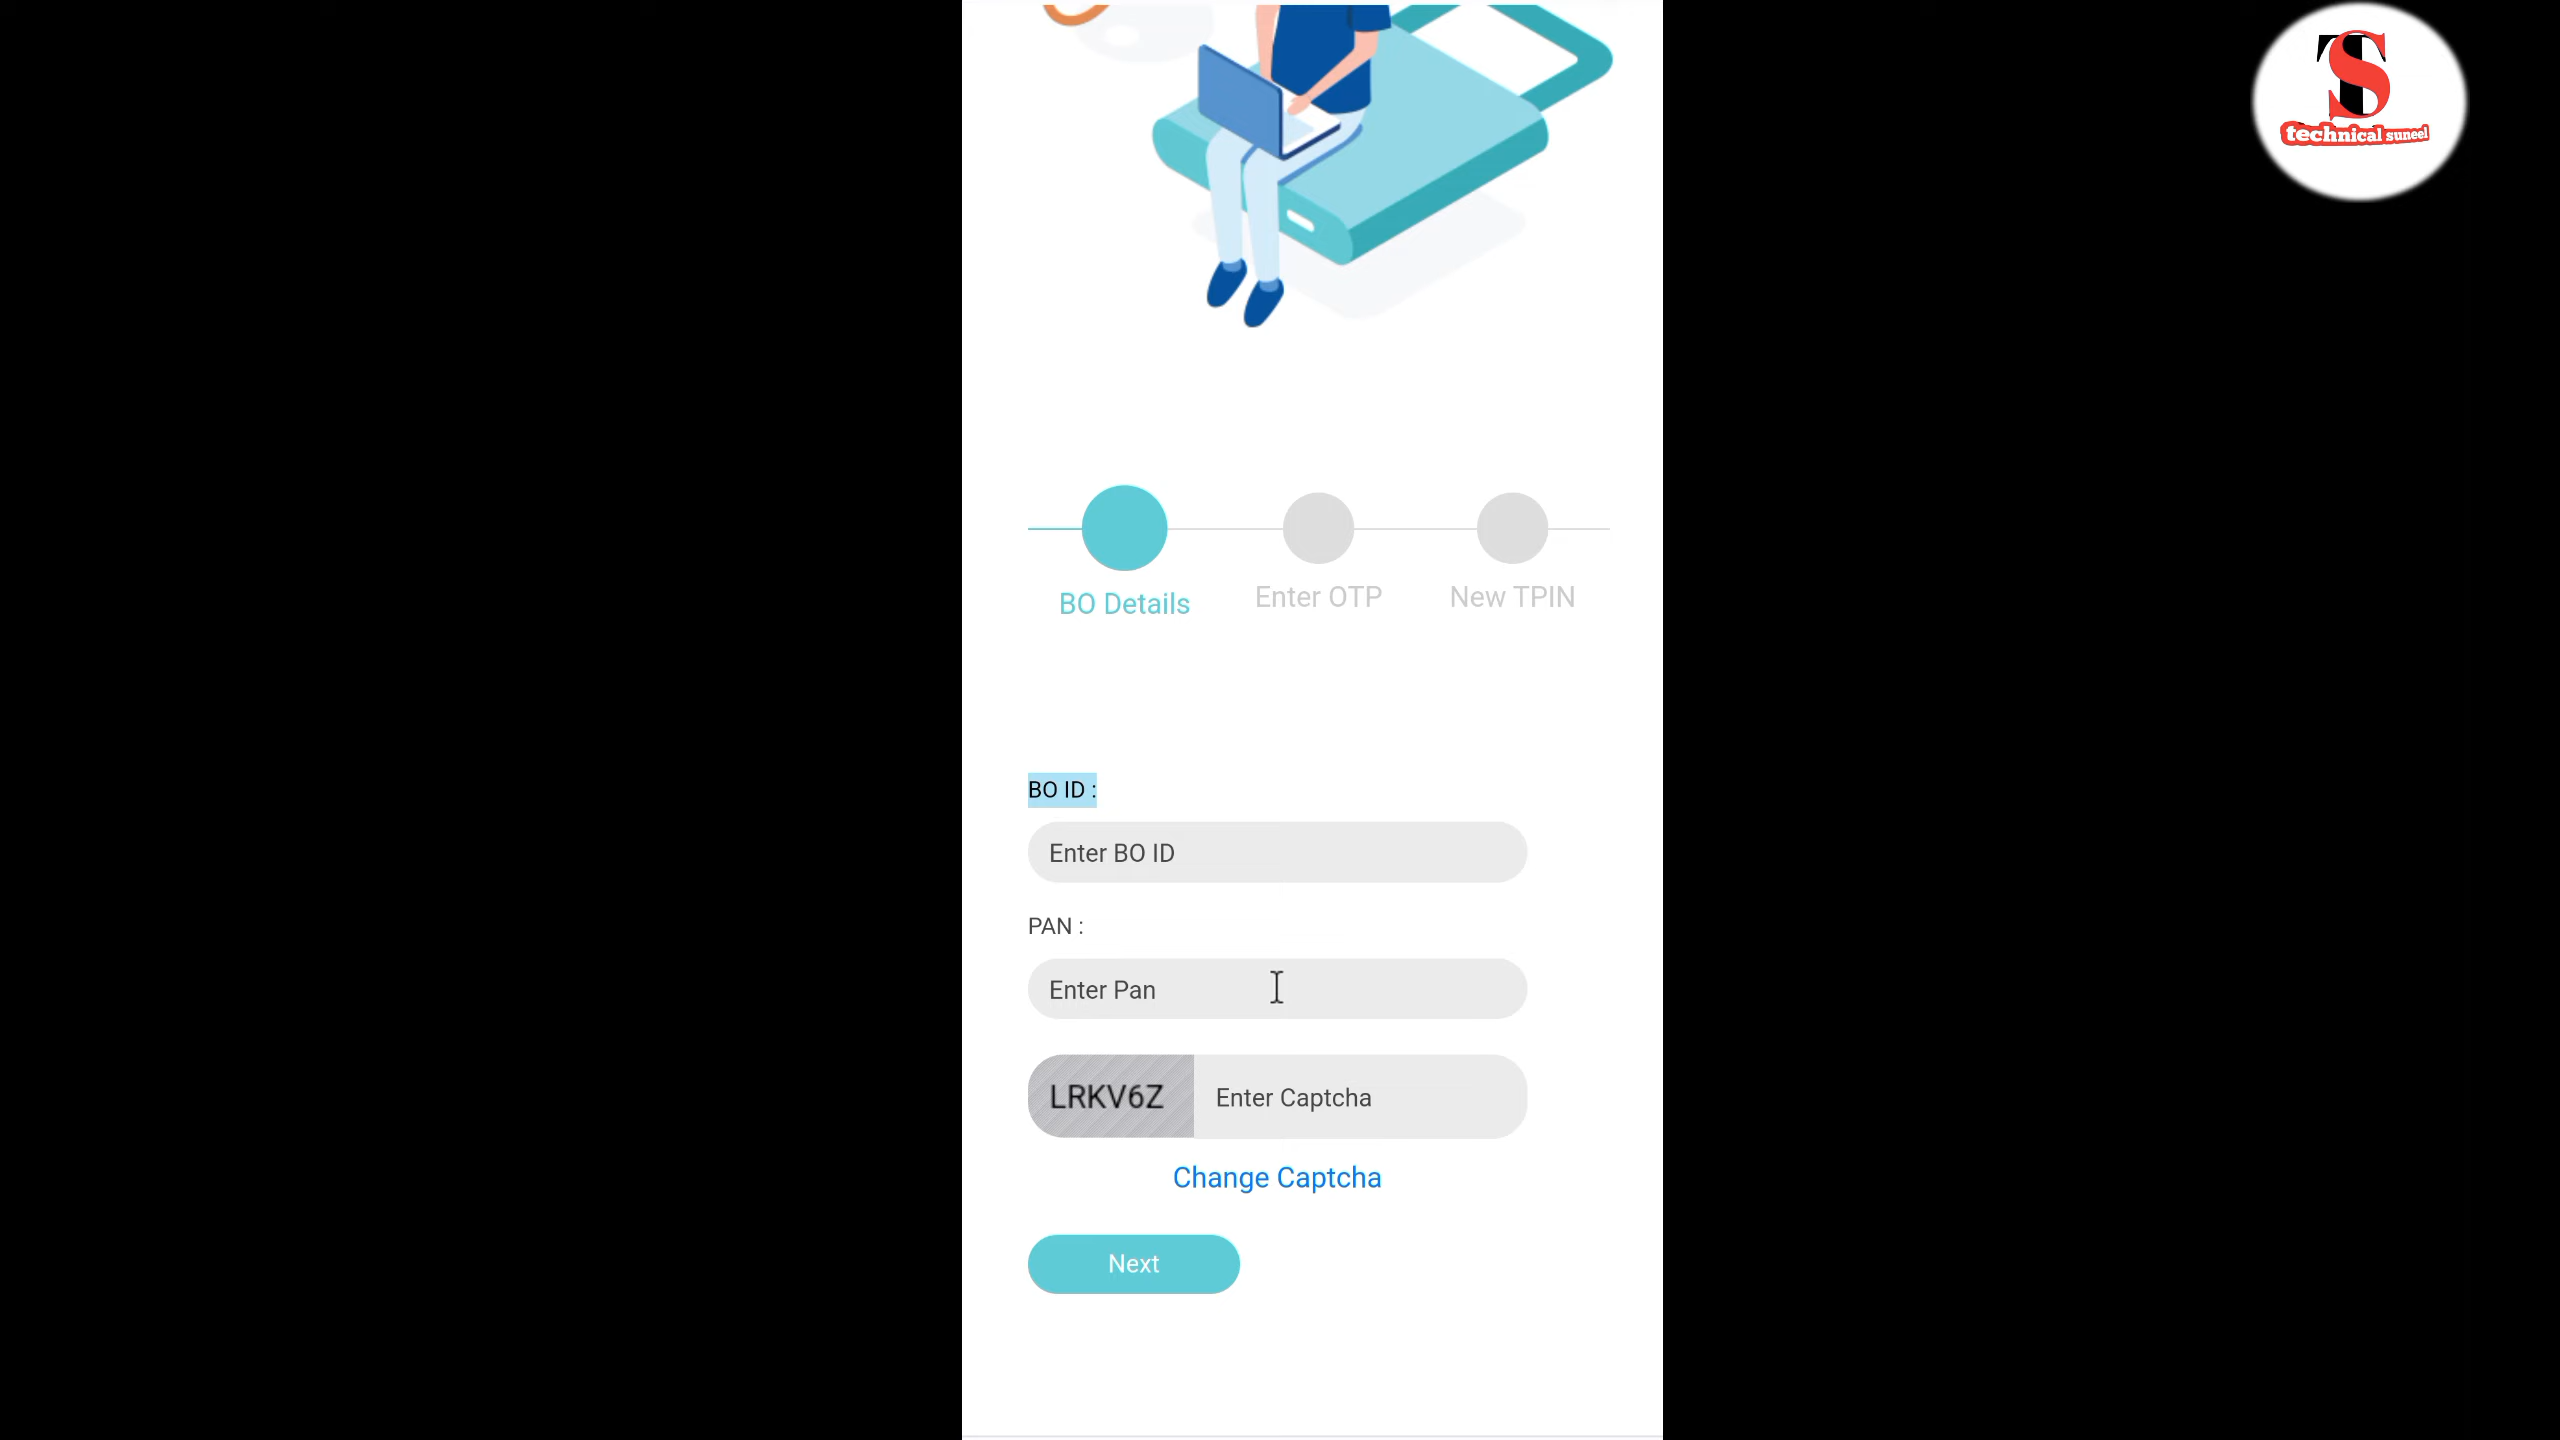 TS
technical suneel
BO Details
Enter OTP
New TPIN
BO ID :
Enter BO ID
PAN :
Enter Pan
LRKV6Z
Enter Captcha
Change Captcha
Next